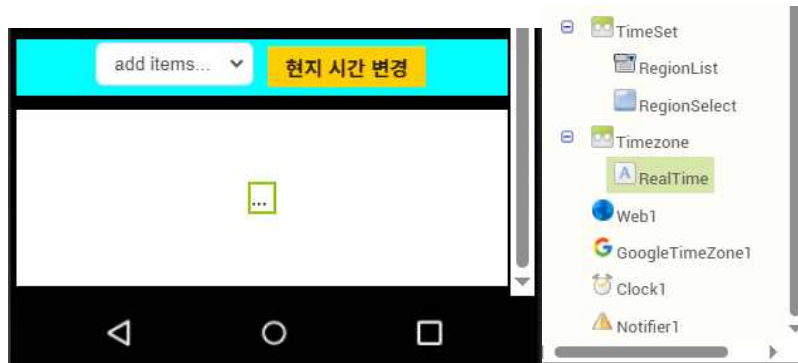 add items...
현지 시간 변경
...
TimeSet
RegionList
RegionSelect
Timezone
A RealTime
Web1
GoogleTimeZone1
Clock1
Notifier1